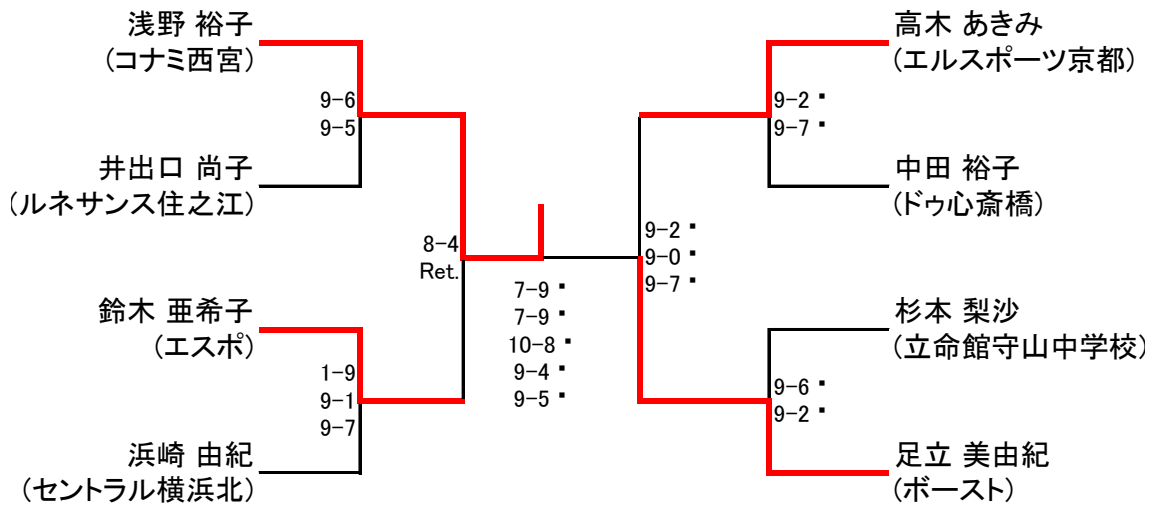 浅野 裕子
(コナミ西宮)
9-6
9-5
井出口 尚子
(ルネサンス住之江)
8-4
Ret.
鈴木 亜希子
(エスポ)
1-9
9-1
9-7
浜崎 由紀
(セントラル横浜北)
7-9
7-9
10-8
9-4
9-5
高木 あきみ
(エルスポーツ京都)
9-2
9-7
中田 裕子
(ドゥ心斎橋)
9-2
9-0
9-7
杉本 梨沙
(立命館守山中学校)
9-6
9-2
足立 美由紀
(ボースト)